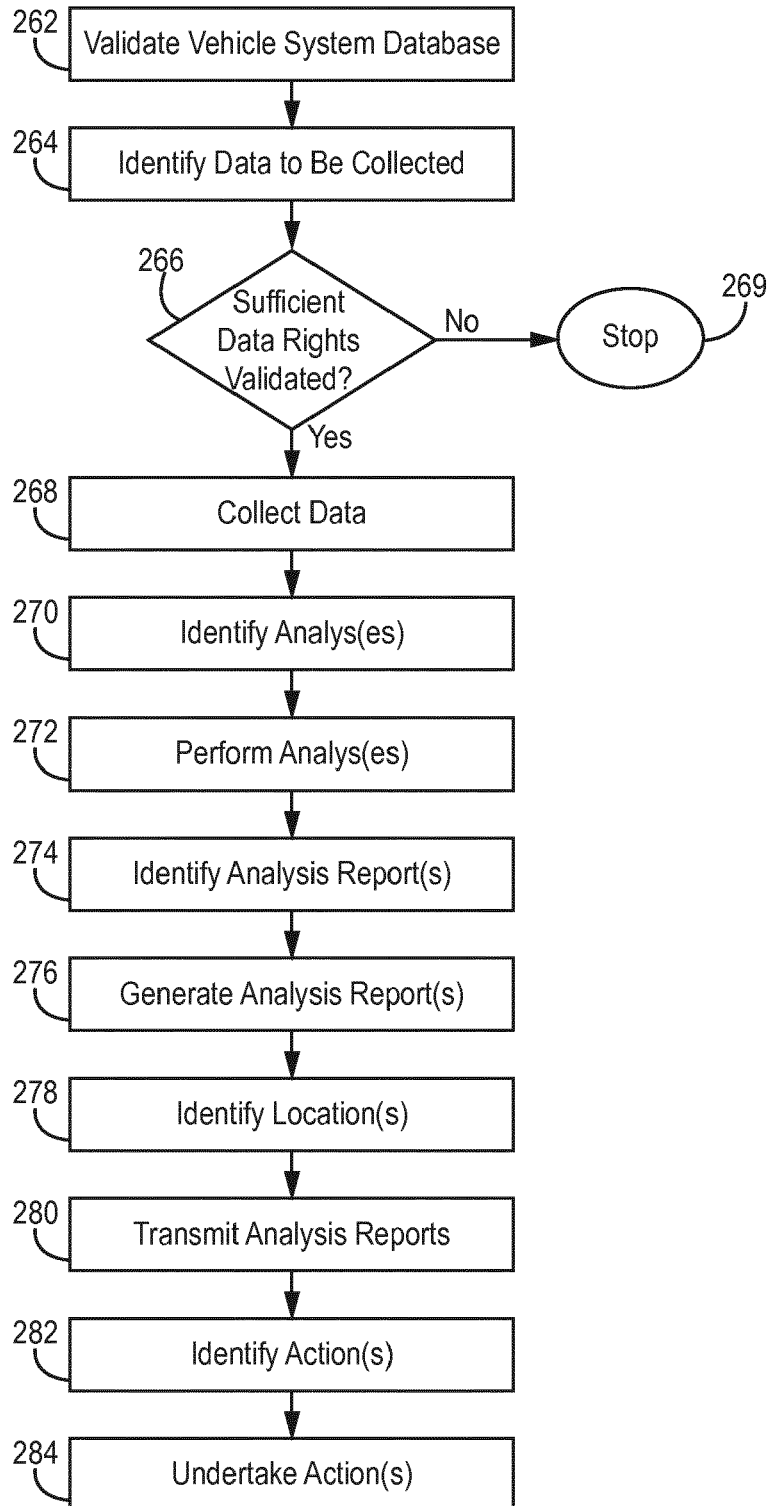 262
Validate Vehicle System Database
264
Identify Data to Be Collected
266
Sufficient
Data Rights
Validated?
No
Stop
269
Yes
268
Collect Data
270
Identify Analys(es)
272
Perform Analys(es)
274
Identify Analysis Report(s)
276
Generate Analysis Report(s)
278
Identify Location(s)
280
Transmit Analysis Reports
282
Identify Action(s)
284
Undertake Action(s)